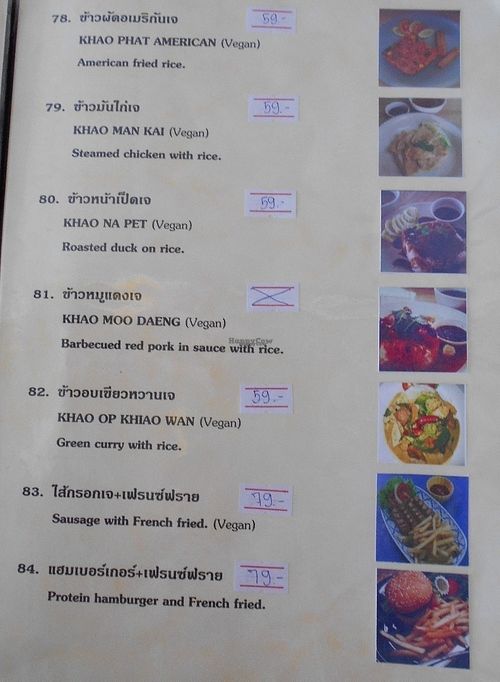 78. ข้าวผัดอเมริกันเจ 59.-
KHAO PHAT AMERICAN (Vegan)
American fried rice.
79. ข้าวมันไก่เจ 59.-
KHAO MAN KAI (Vegan)
Steamed chicken with rice.
80. ข้าวหน้าเป็ดเจ 59.-
KHAO NA PET (Vegan)
Roasted duck on rice.
81. ข้าวหมูแดงเจ
KHAO MOO DAENG (Vegan)
HappyCow
Barbecued red pork in sauce with rice.
82. ข้าวอบเขียวหวานเจ 59.-
KHAO OP KHIAO WAN (Vegan)
Green curry with rice.
83. ไส้กรอกเจ+เฟรนซ์ฟราย 79.-
Sausage with French fried. (Vegan)
84. แฮมเบอร์เกอร์+เฟรนซ์ฟราย 79.-
Protein hamburger and French fried.